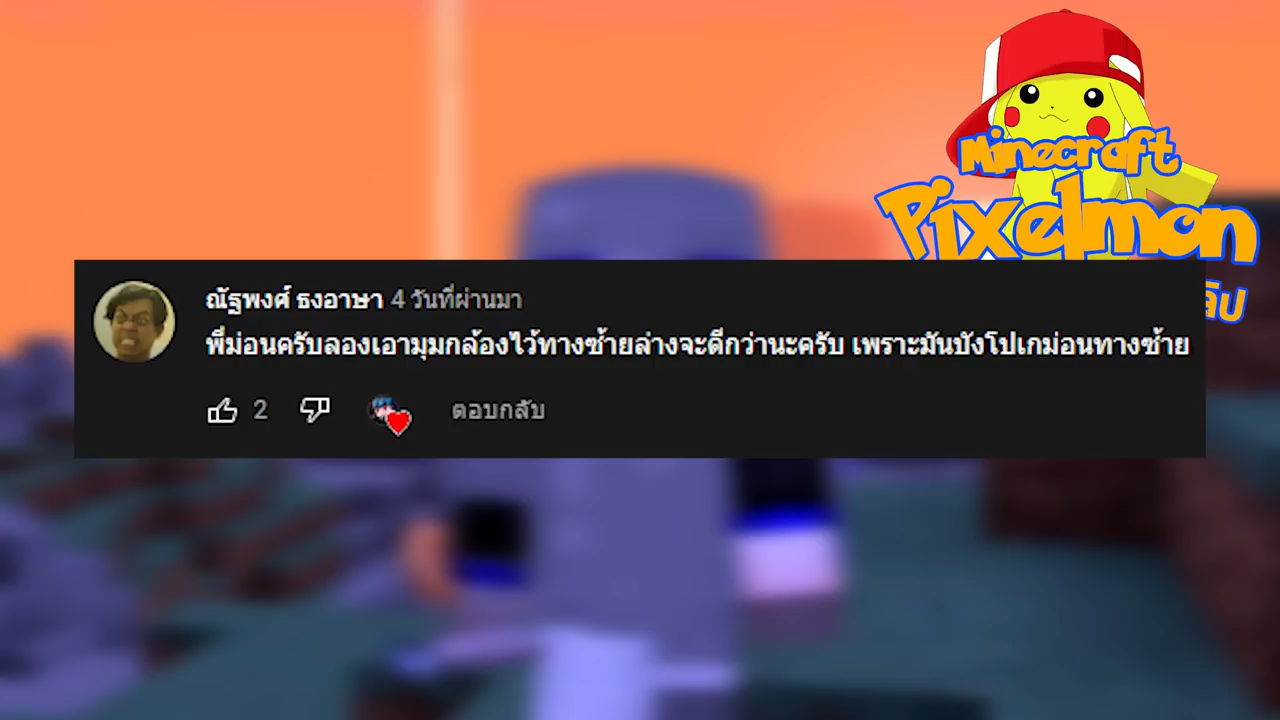 Minecraft
Pixelmon
ณัฐพงศ์ ธงอาษา 4 วันที่ผ่านมา
พี่ม่อนครับลองเอามุมกล้องไว้ทางซ้ายล่างจะดีกว่านะครับ เพราะมันบังโปเกม่อนทางซ้าย
2 ตอบกลับ